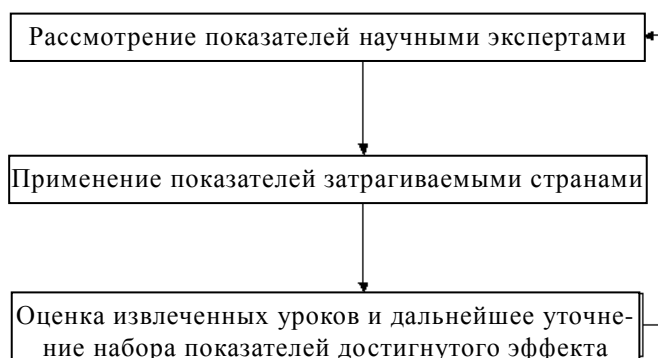 Рассмотрение показателей научными экспертами
Применение показателей затрагиваемыми странами
Оценка извлеченных уроков и дальнейшее уточне-
ние набора показателей достигнутого эффекта